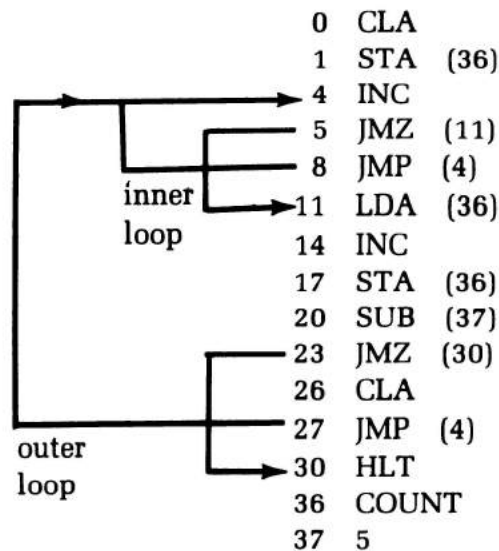 0 CLA
1 STA (36)
4 INC
5 JMZ (11)
8 JMP (4)
inner
11 LDA (36)
loop
14 INC
17 STA (36)
20 SUB (37)
23 JMZ (30)
26 CLA
27 JMP (4)
outer
30 HLT
loop
36 COUNT
37 5